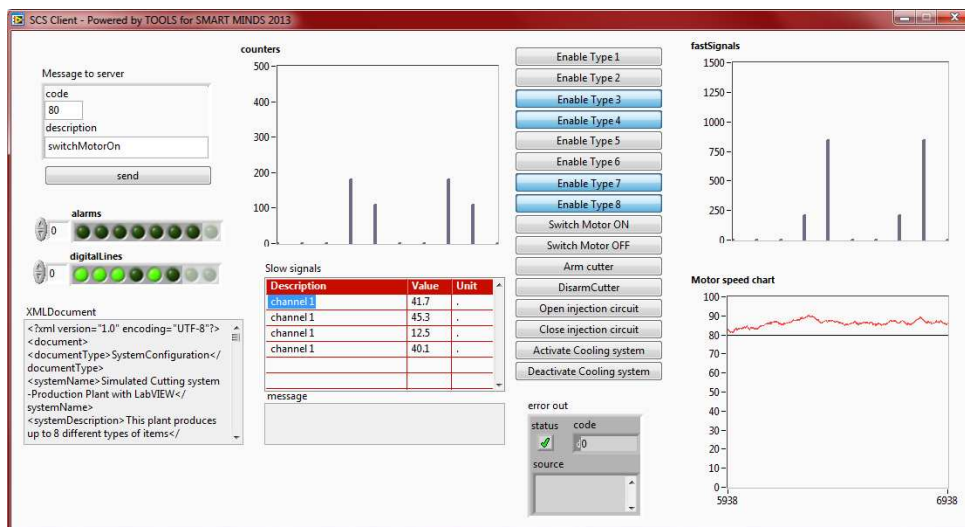 SCS Client - Powered by TOOLS for SMART MINDS 2013
Message to server
code
80
description
switchMotorOn
send
alarms
0
digitalLines
0
XMLDocument
<?xml version="1.0" encoding="UTF-8"?>
<document>
<documentType>SystemConfiguration</
documentType>
<systemName>Simulated Cutting system
-Production Plant with LabVIEW</
systemName>
<systemDescription>This plant produces
up to 8 different types of items</
counters
500
400
300
200
100
0
Slow signals
Description Value Unit
channel 1 41.7 .
channel 1 45.3 .
channel 1 12.5 .
channel 1 40.1 .
message
Enable Type 1
Enable Type 2
Enable Type 3
Enable Type 4
Enable Type 5
Enable Type 6
Enable Type 7
Enable Type 8
Switch Motor ON
Switch Motor OFF
Arm cutter
DisarmCutter
Open injection circuit
Close injection circuit
Activate Cooling system
Deactivate Cooling system
error out
status code
0
source
fastSignals
1500
1250
1000
750
500
250
0
Motor speed chart
100
90
80
70
60
50
40
30
20
10
0
5938 6938